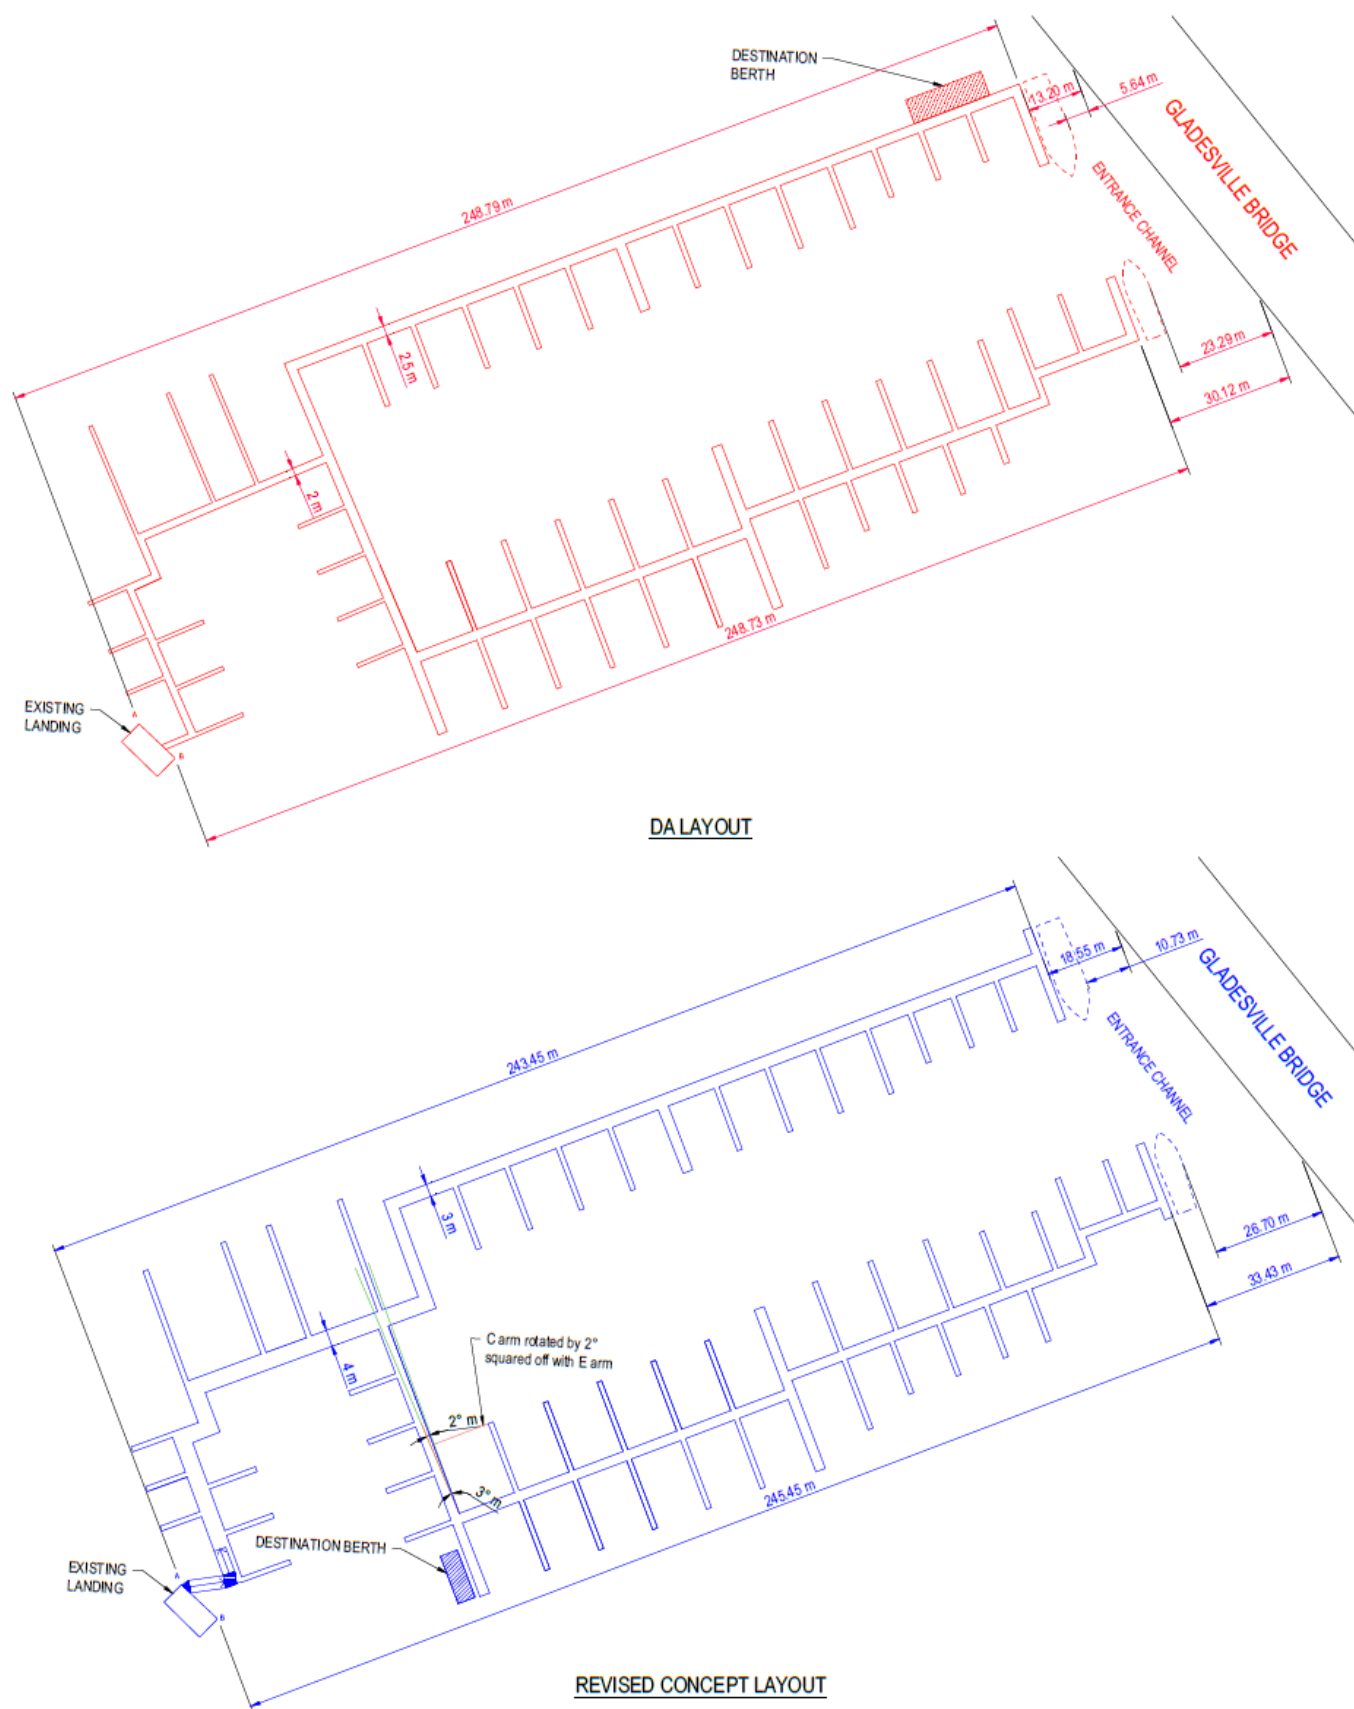 DESTINATION
BERTH
13.20 m
5.64 m
GLADESVILLE BRIDGE
ENTRANCE CHANNEL
248.79 m
2.5 m
23.29 m
30.12 m
2 m
248.73 m
EXISTING
LANDING
A
B
DA LAYOUT
18.55 m
10.73 m
GLADESVILLE BRIDGE
ENTRANCE CHANNEL
243.45 m
3 m
26.70 m
33.43 m
4 m
C arm rotated by 2°
squared off with E arm
2° m
3° m
245.45 m
DESTINATION BERTH
EXISTING
LANDING
A
B
REVISED CONCEPT LAYOUT